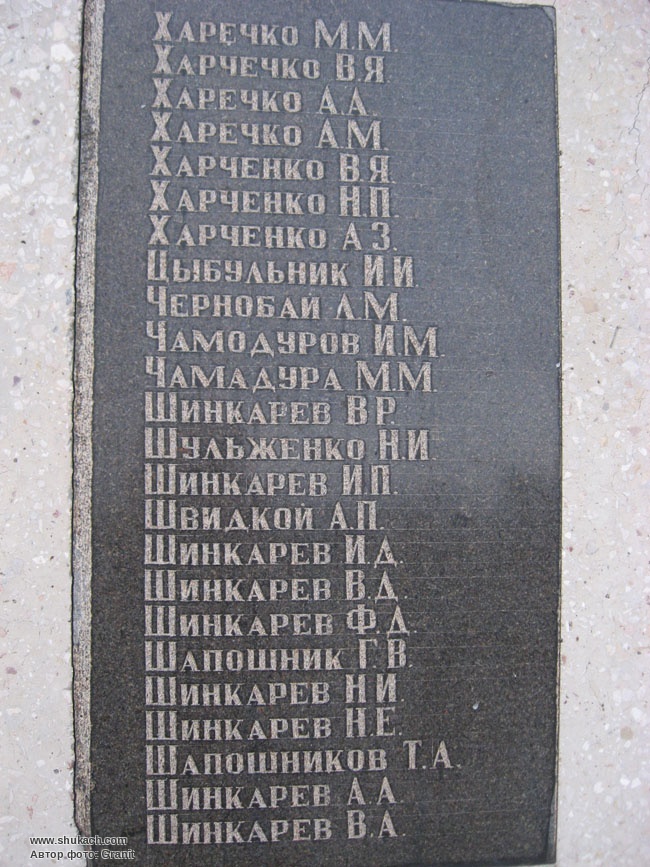 Харечко М.М.
Харчечко В.Я.
Харечко А.А.
Харечко А.М.
Харченко В.Я.
Харченко Н.П.
Харченко А.З.
Цыбульник И.И.
Чернобай А.М.
Чамодуров И.М.
Чамадура М.М.
Шинкарев В.Р.
Шульженко Н.И.
Шинкарев И.П.
Швидкой А.П.
Шинкарев И.Д.
Шинкарев В.Д.
Шинкарев Ф.Д.
Шапошник Г.В.
Шинкарев Н.И.
Шинкарев Н.Е.
Шапошников Т.А.
Шинкарев А.А.
Шинкарев В.А.
www.shukach.com
Автор фото: Granit